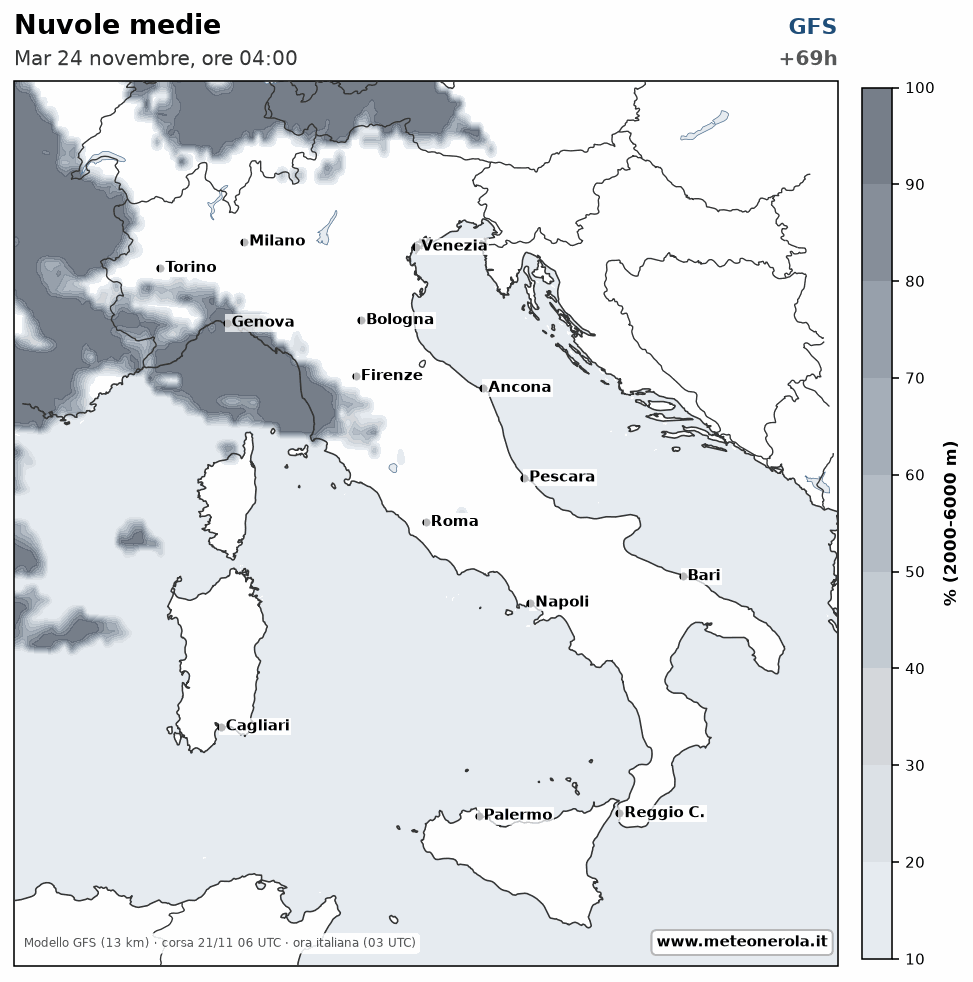 Nuvole medie
GFS
Mar 24 novembre, ore 04:00
+69h
100
90
80
70
60
50
40
30
20
10
% (2000-6000 m)
Milano
Venezia
Torino
Genova
Bologna
Firenze
Ancona
Pescara
Roma
Bari
Napoli
Cagliari
Palermo
Reggio C.
Modello GFS (13 km) · corsa 21/11 06 UTC · ora italiana (03 UTC)
www.meteonerola.it